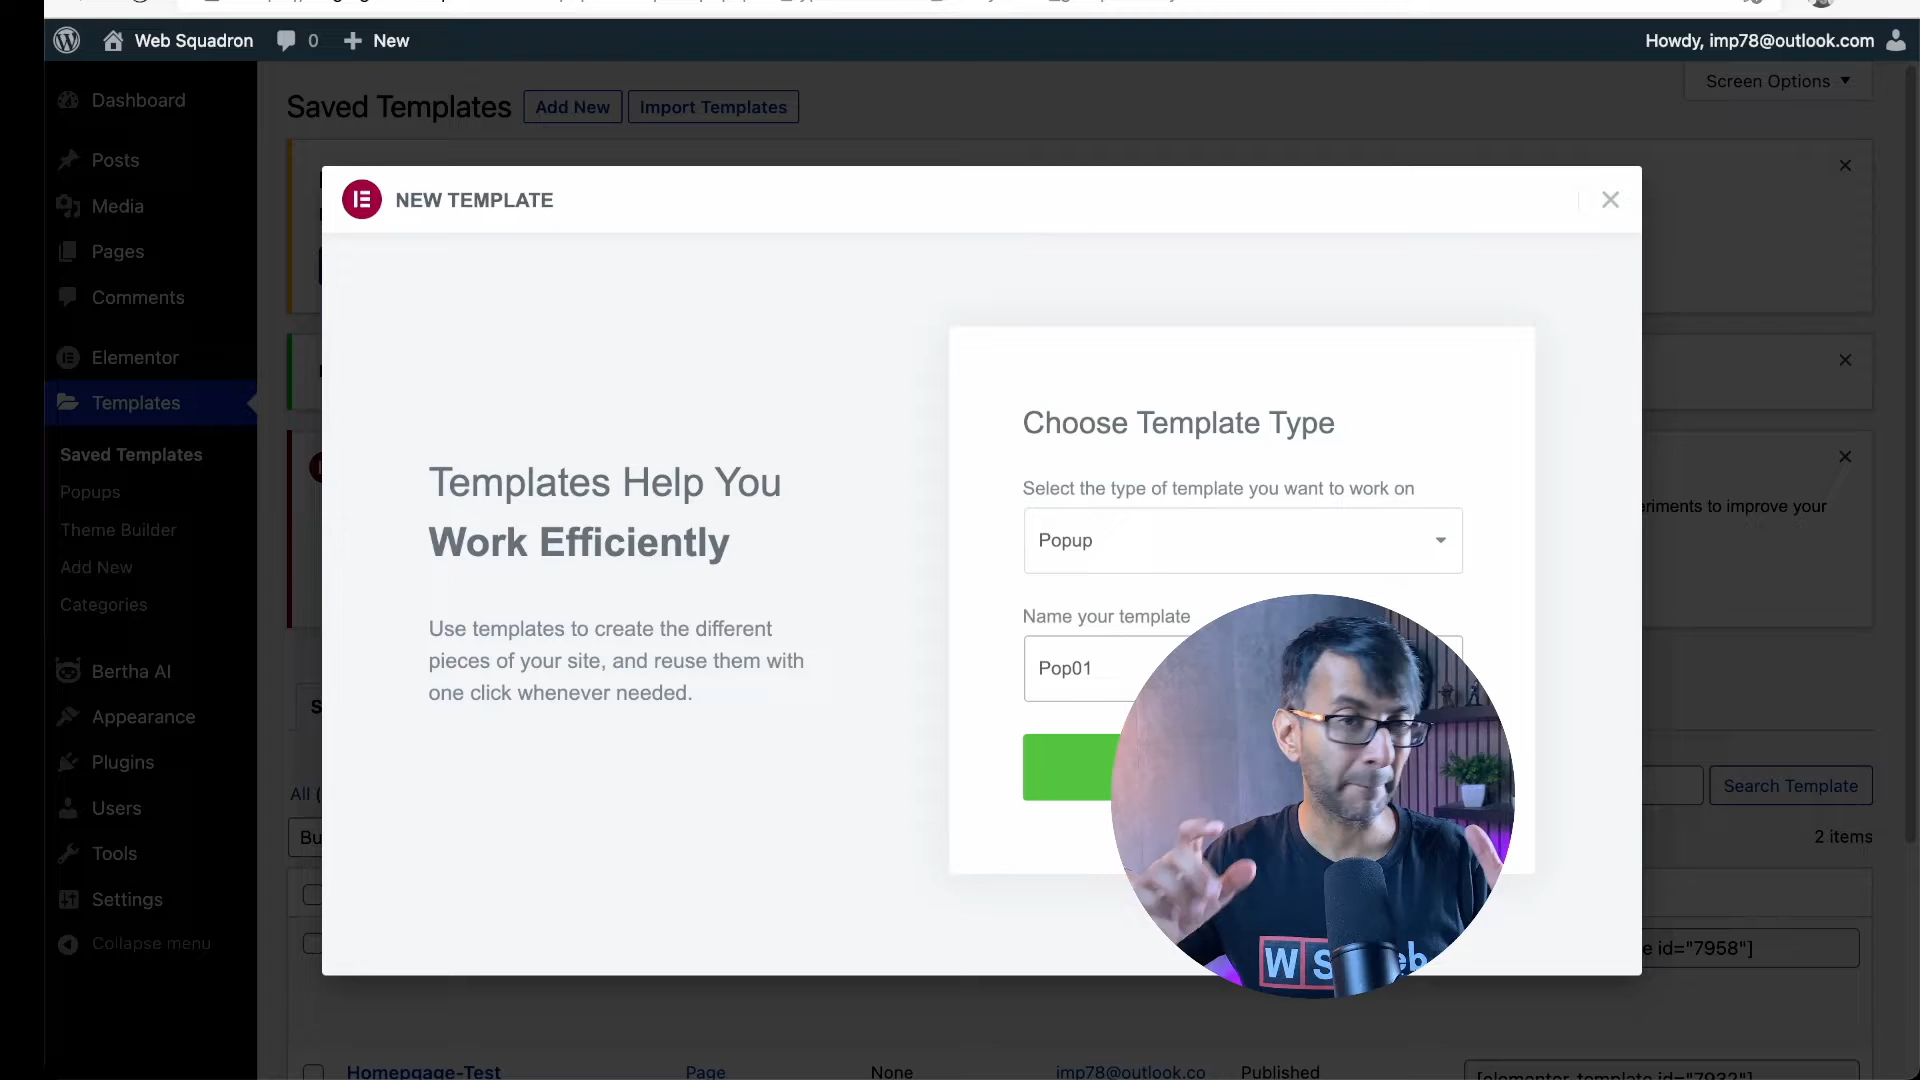 Web Squadron
0
New
Howdy, imp78@outlook.com
Screen Options
Dashboard
Posts
Media
Pages
Comments
Elementor
Templates
Saved Templates
Popups
Theme Builder
Add New
Categories
Bertha AI
Appearance
Plugins
Users
Tools
Settings
Collapse menu
Saved Templates
Add New
Import Templates
NEW TEMPLATE
Templates Help You
Work Efficiently
Use templates to create the different
pieces of your site, and reuse them with
one click whenever needed.
Choose Template Type
Select the type of template you want to work on
Popup
Name your template
Pop01
W S
eb
riments to improve your
All (
Bu
Search Template
2 items
e id="7958"]
Homepgage-Test
Page
None
imp78@outlook.co
Published
[elementor-template id="7932"]